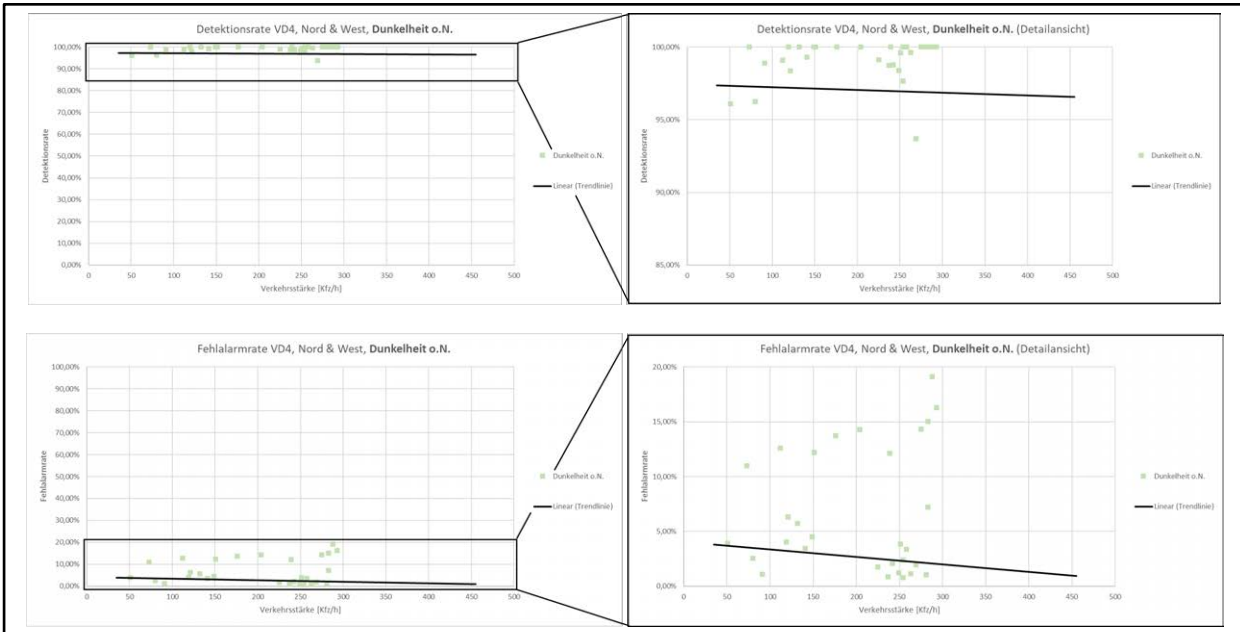 Detektionsrate VD4, Nord & West, Dunkelheit o.N.
100,00%
90,00%
80,00%
70,00%
60,00%
50,00%
40,00%
30,00%
20,00%
10,00%
0,00%
Detektionsrate
0 50 100 150 200 250 300 350 400 450 500
Verkehrsstärke [Kfz/h]
Dunkelheit o.N.
Linear (Trendlinie)
Detektionsrate VD4, Nord & West, Dunkelheit o.N. (Detailansicht)
100,00%
95,00%
90,00%
85,00%
Detektionsrate
0 50 100 150 200 250 300 350 400 450 500
Verkehrsstärke [Kfz/h]
Dunkelheit o.N.
Linear (Trendlinie)
Fehlalarmrate VD4, Nord & West, Dunkelheit o.N.
100,00%
90,00%
80,00%
70,00%
60,00%
50,00%
40,00%
30,00%
20,00%
10,00%
0,00%
Fehlalarmrate
0 50 100 150 200 250 300 350 400 450 500
Verkehrsstärke [Kfz/h]
Dunkelheit o.N.
Linear (Trendlinie)
Fehlalarmrate VD4, Nord & West, Dunkelheit o.N. (Detailansicht)
20,00%
15,00%
10,00%
5,00%
0,00%
Fehlalarmrate
0 50 100 150 200 250 300 350 400 450 500
Verkehrsstärke [Kfz/h]
Dunkelheit o.N.
Linear (Trendlinie)